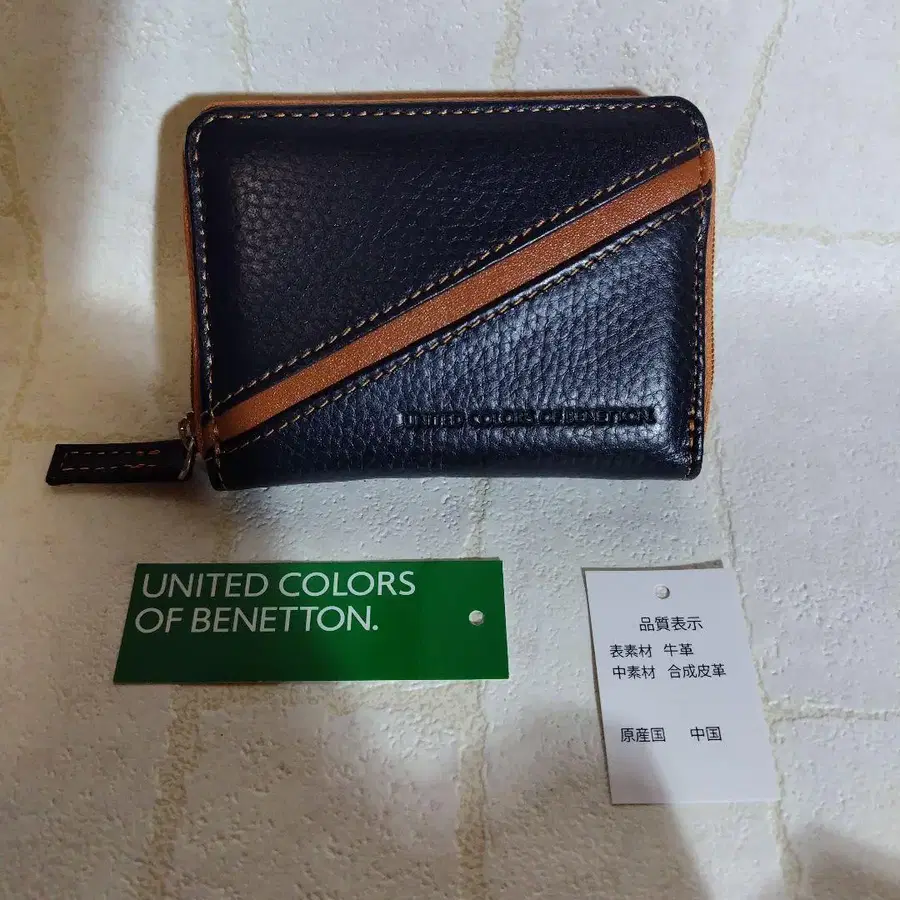 UNITED COLORS OF BENETTON.
UNITED COLORS
OF BENETTON.
品質表示
表素材 牛革
中素材 合成皮革
原産国 中国